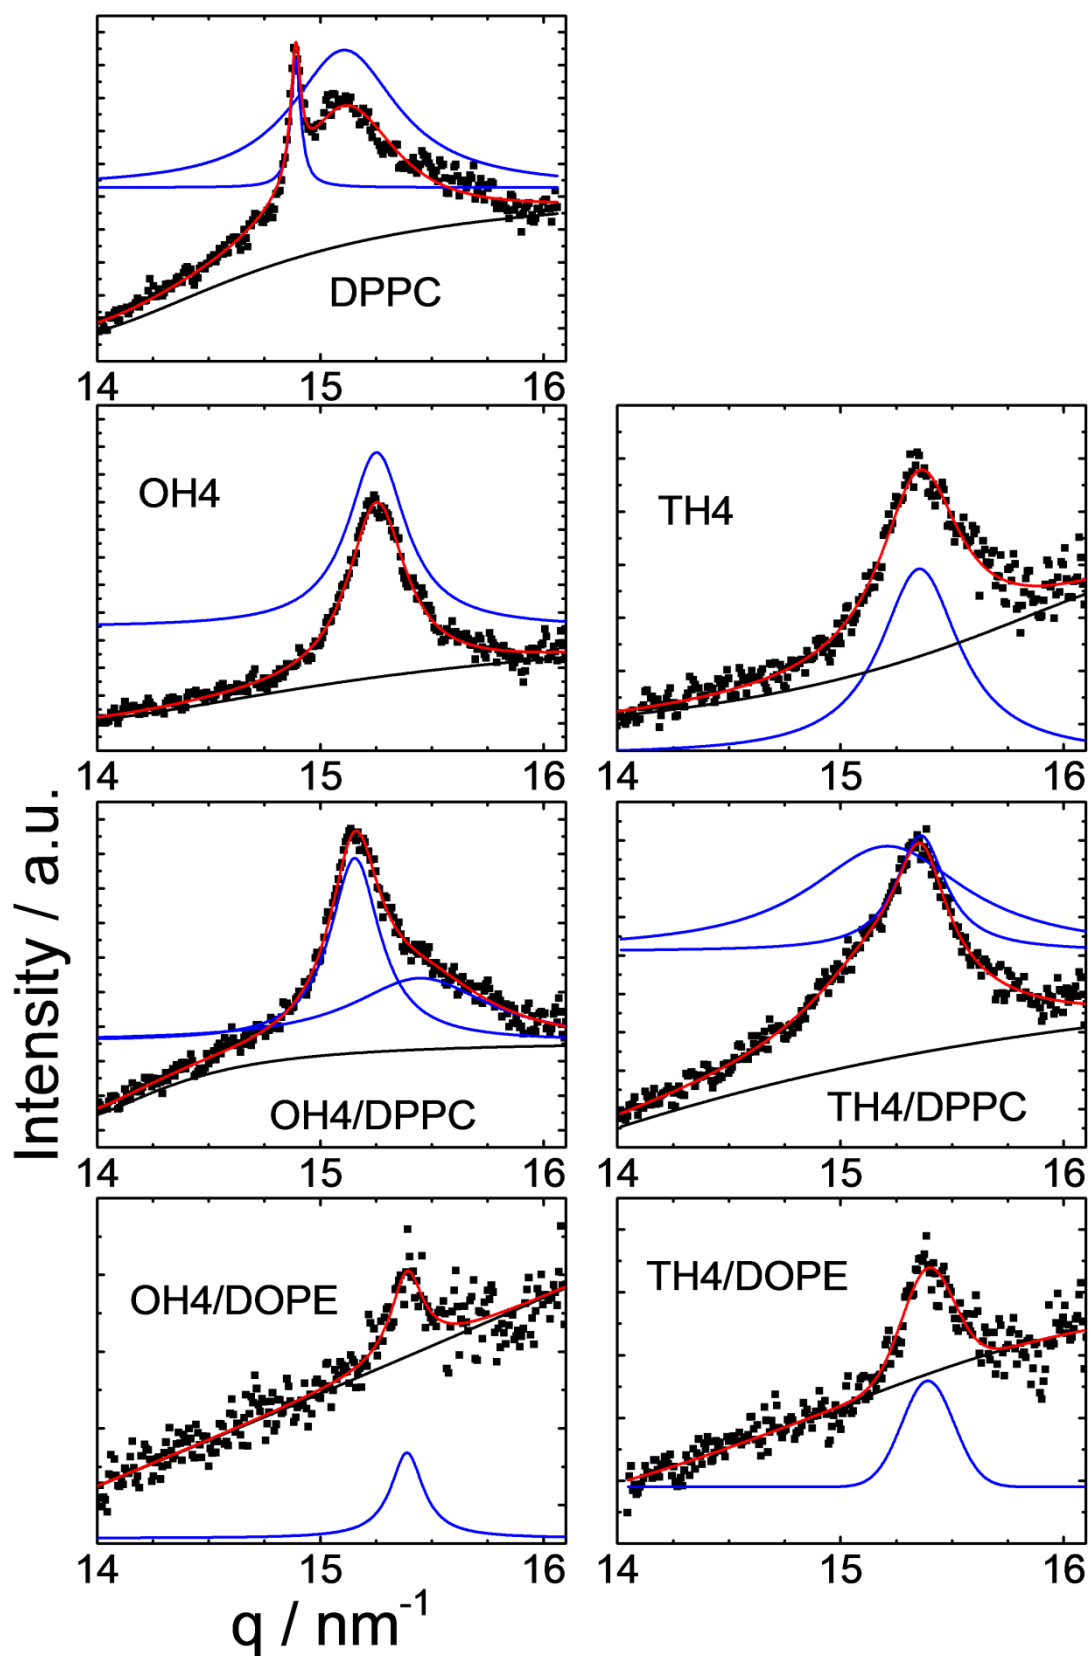 DPPC
14 15 16
OH4
TH4
14 15 16 14 15 16
OH4/DPPC
TH4/DPPC
14 15 16 14 15 16
OH4/DOPE
TH4/DOPE
14 15 16 14 15 16
Intensity / a.u.
q / nm⁻¹